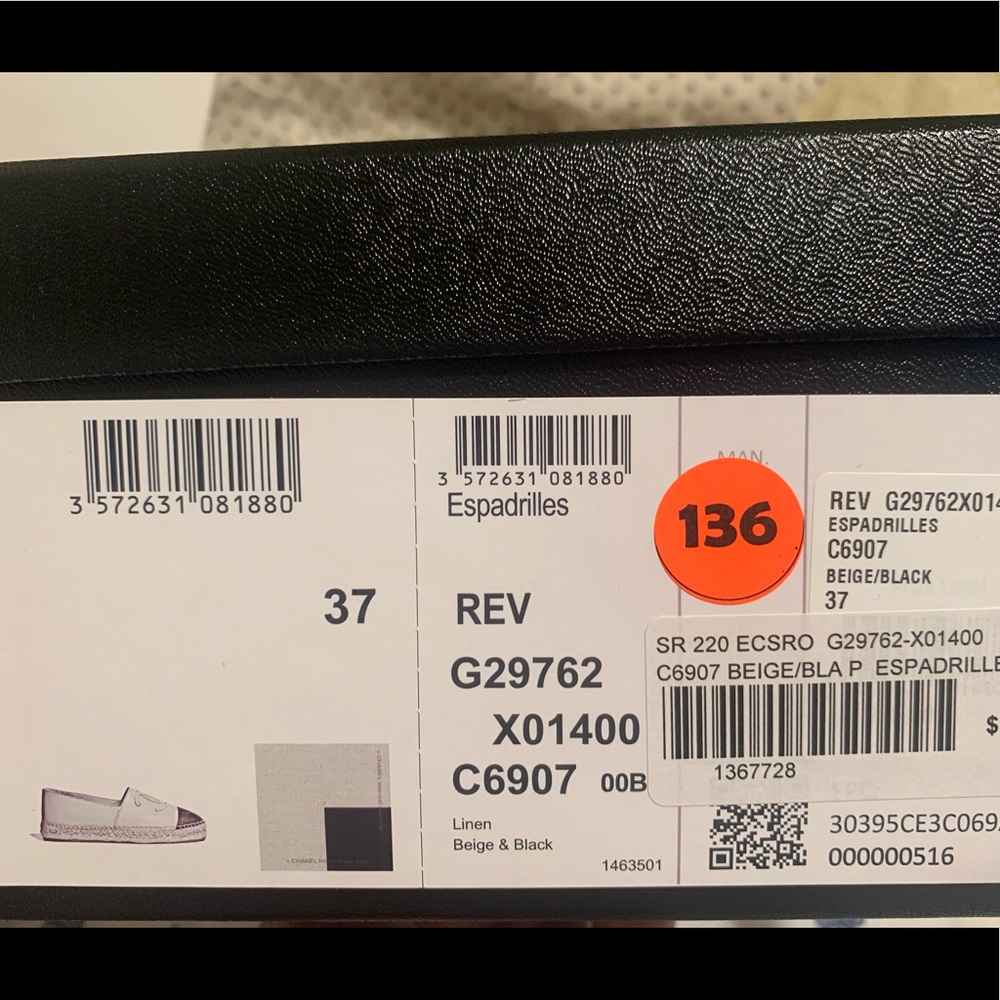 3 572631 081880
37
3 572631 081880
Espadrilles
REV
G29762
X01400
C6907 00B
Linen
Beige & Black
1463501
MAN.
136
REV G29762X014
ESPADRILLES
C6907
BEIGE/BLACK
37
SR 220 ECSRO G29762-X01400
C6907 BEIGE/BLA P ESPADRILLE
$
1367728
30395CE3C069
000000516